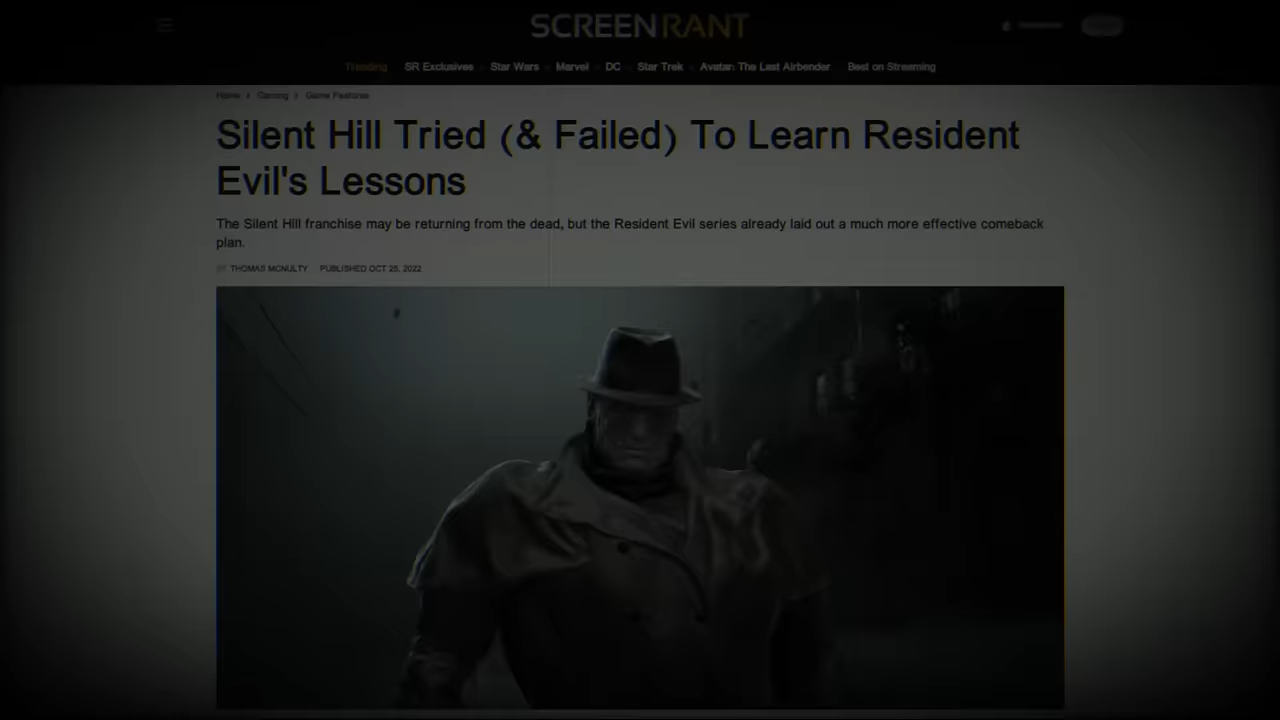 SCREENRANT
Trending SR Exclusives Star Wars Marvel DC Star Trek Avatar: The Last Airbender Best on Streaming
Home Gaming Game Features
Silent Hill Tried (& Failed) To Learn Resident
Evil's Lessons
The Silent Hill franchise may be returning from the dead, but the Resident Evil series already laid out a much more effective comeback
plan.
BY THOMAS MCNULTY PUBLISHED OCT 25, 2022